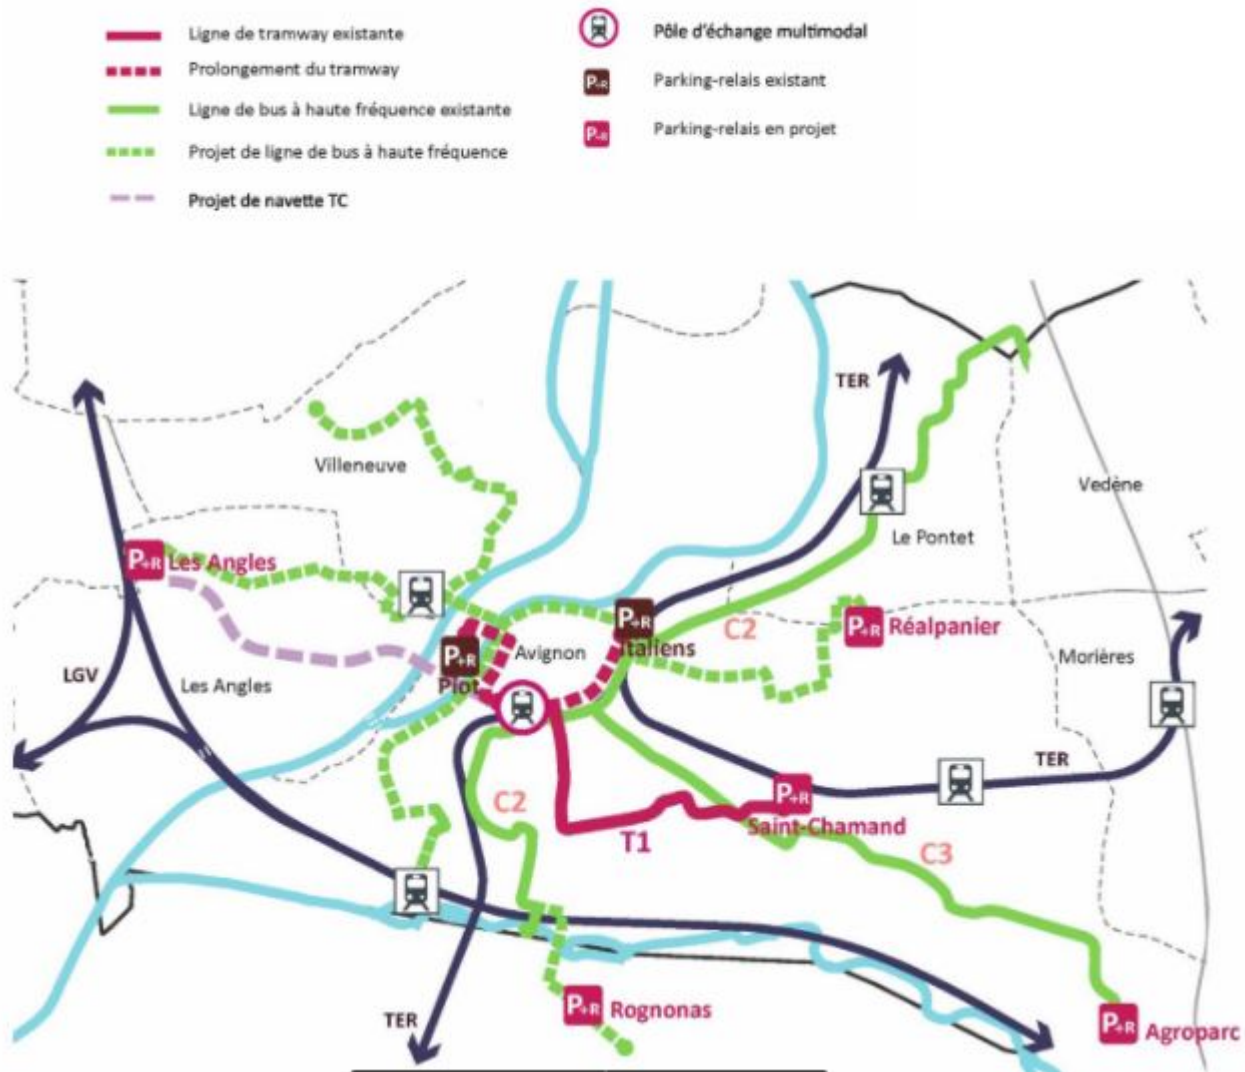 Ligne de tramway existante
Prolongement du tramway
Ligne de bus à haute fréquence existante
Projet de ligne de bus à haute fréquence
Projet de navette TC
Pôle d'échange multimodal
P+R Parking-relais existant
P+R Parking-relais en projet
TER
Villeneuve
Vedène
Le Pontet
P+R Les Angles
P+R Italiens
C2
P+R Réalpanier
Avignon
P+R
Piot
Morières
LGV
Les Angles
TER
C2
P+R
Saint-Chamand
T1
C3
P+R Rognonas
TER
P+R Agroparc